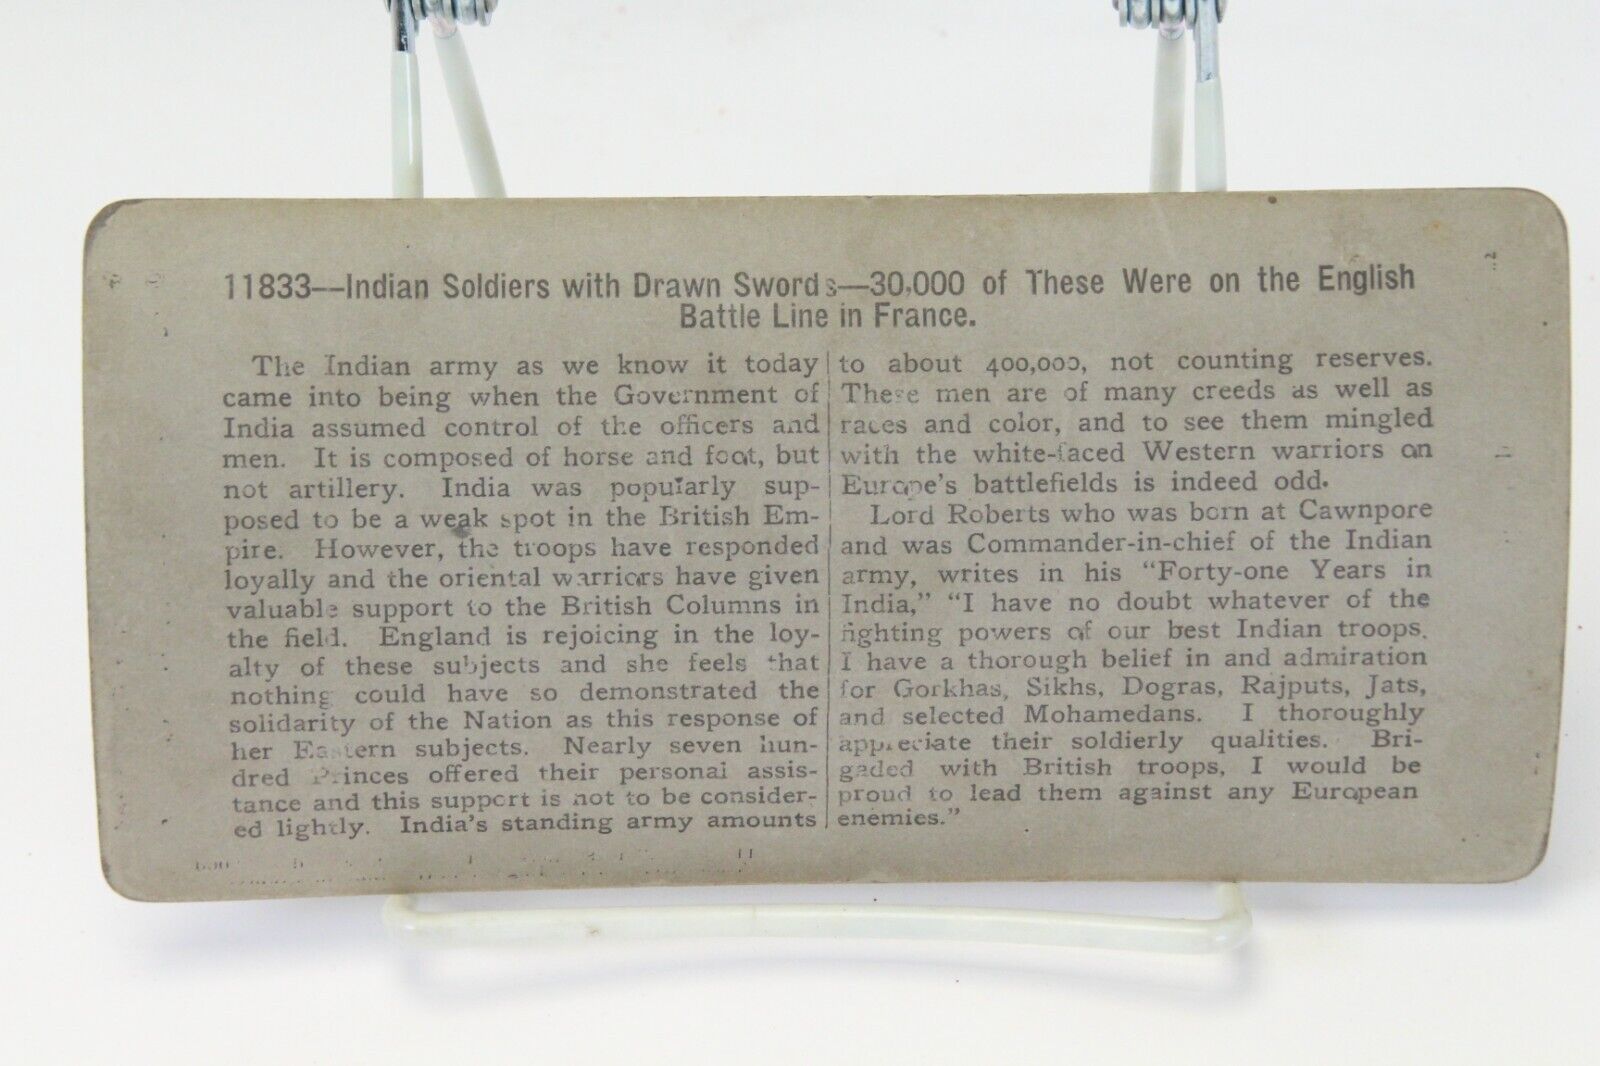 11833--Indian Soldiers with Drawn Swords—30,000 of These Were on the English
Battle Line in France.
The Indian army as we know it today
came into being when the Government of
India assumed control of the officers and
men. It is composed of horse and foot, but
not artillery. India was popularly sup-
posed to be a weak spot in the British Em-
pire. However, the troops have responded
loyally and the oriental warriors have given
valuable support to the British Columns in
the field. England is rejoicing in the loy-
alty of these subjects and she feels that
nothing could have so demonstrated the
solidarity of the Nation as this response of
her Eastern subjects. Nearly seven hun-
dred Princes offered their personal assis-
tance and this support is not to be consider-
ed lightly. India's standing army amounts
to about 400,000, not counting reserves.
These men are of many creeds as well as
races and color, and to see them mingled
with the white-faced Western warriors on
Europe's battlefields is indeed odd.
Lord Roberts who was born at Cawnpore
and was Commander-in-chief of the Indian
army, writes in his “Forty-one Years in
India,” “I have no doubt whatever of the
fighting powers of our best Indian troops.
I have a thorough belief in and admiration
for Gorkhas, Sikhs, Dogras, Rajputs, Jats,
and selected Mohamedans. I thoroughly
appreciate their soldierly qualities. Bri-
gaded with British troops, I would be
proud to lead them against any European
enemies.”